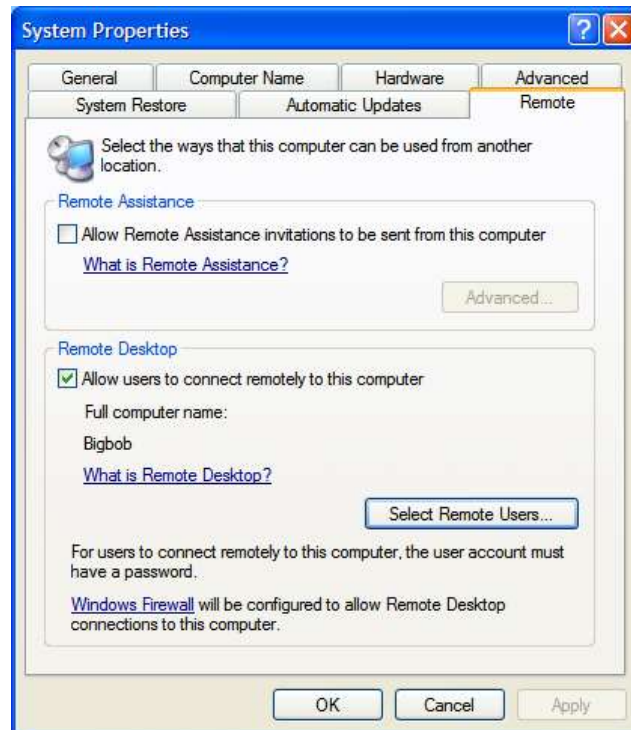 System Properties
General Computer Name Hardware Advanced
System Restore Automatic Updates Remote
Select the ways that this computer can be used from another
location.
Remote Assistance
Allow Remote Assistance invitations to be sent from this computer
What is Remote Assistance?
Advanced...
Remote Desktop
Allow users to connect remotely to this computer
Full computer name:
Bigbob
What is Remote Desktop?
Select Remote Users...
For users to connect remotely to this computer, the user account must
have a password.
Windows Firewall will be configured to allow Remote Desktop
connections to this computer.
OK Cancel Apply